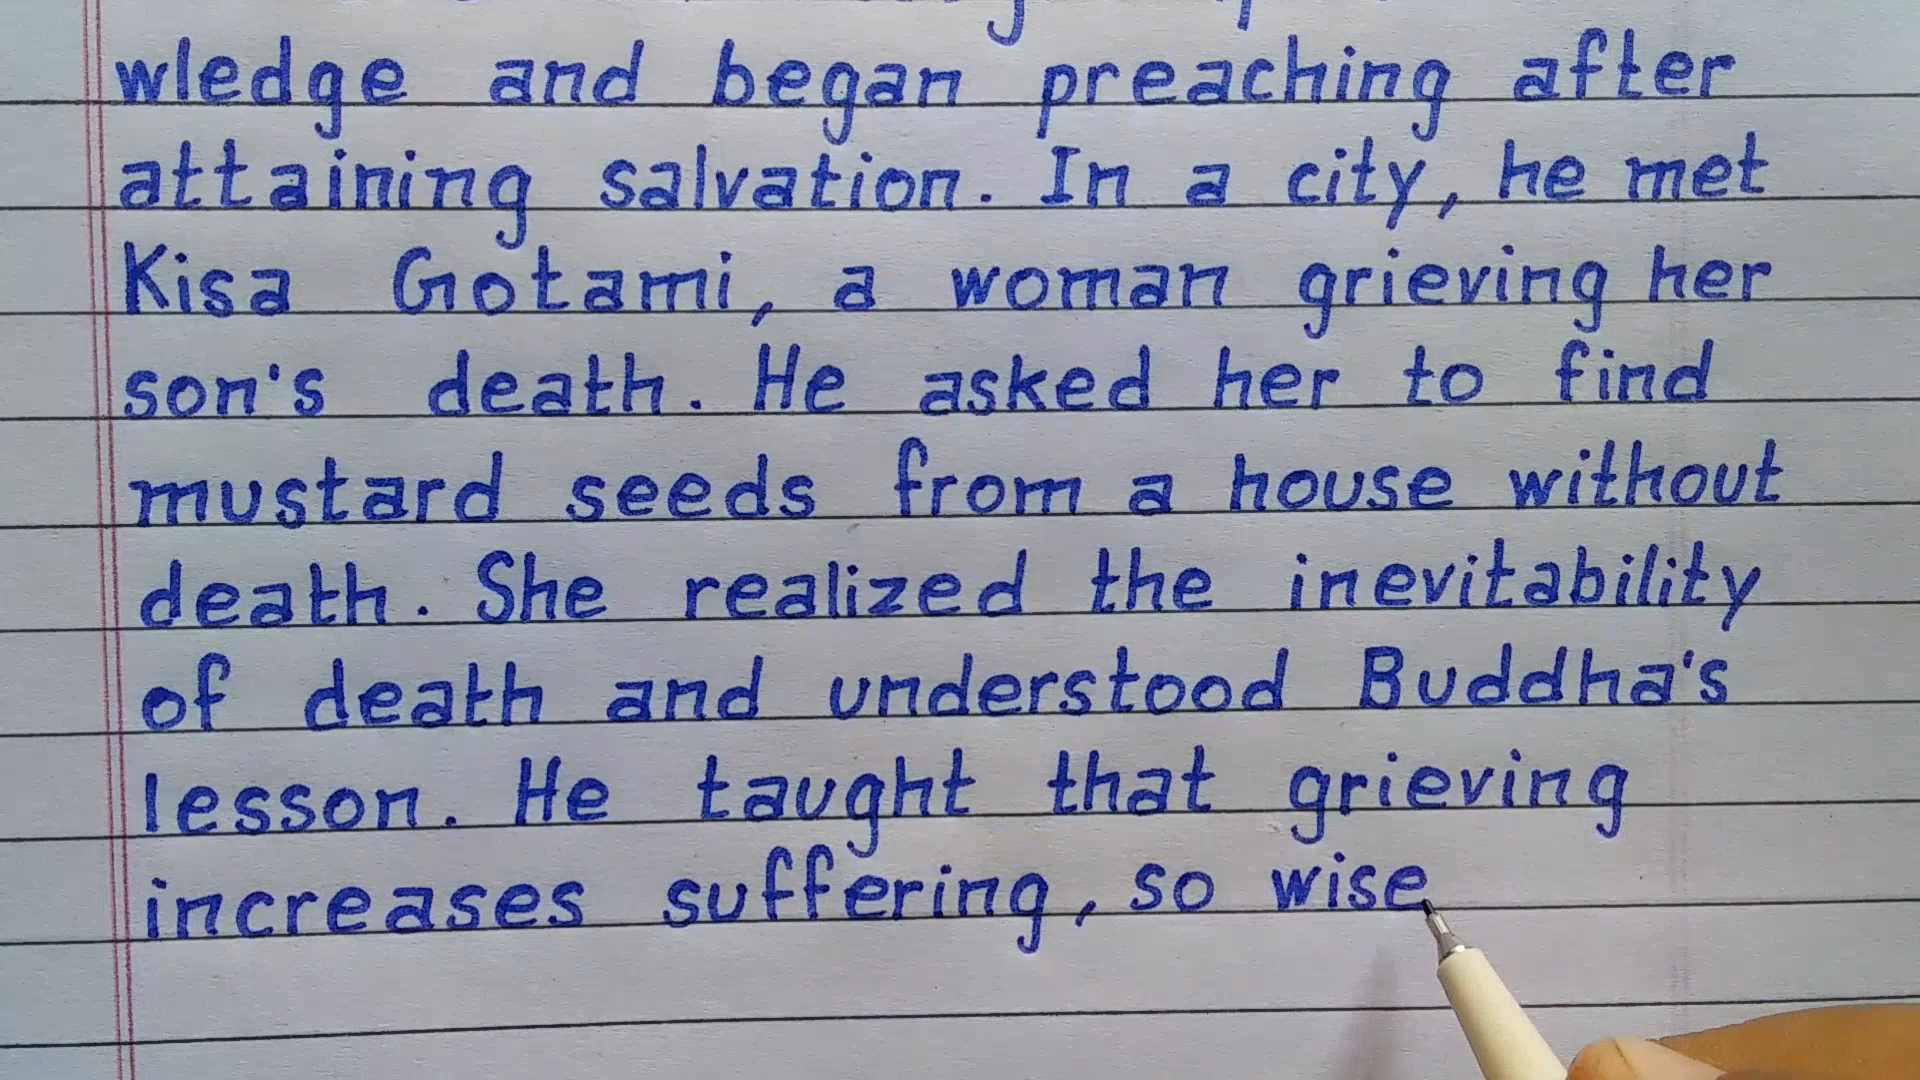 wledge and began preaching after
attaining salvation. In a city, he met
Kisa Gotami, a woman grieving her
son's death. He asked her to find
mustard seeds from a house without
death. She realized the inevitability
of death and understood Buddha's
lesson. He taught that grieving
increases suffering, so wise